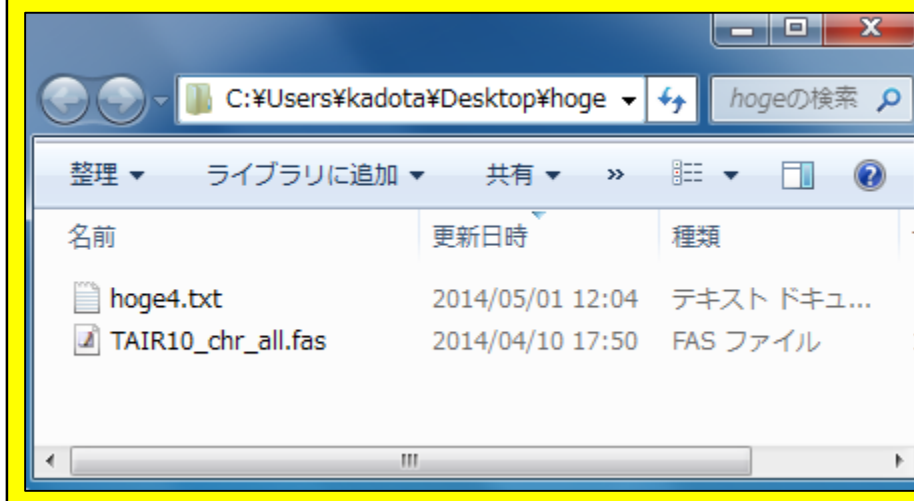 C:¥Users¥kadota¥Desktop¥hoge
hogeの検索
整理 ライブラリに追加 共有 »
名前 更新日時 種類
hoge4.txt 2014/05/01 12:04 テキスト ドキュ...
TAIR10_chr_all.fas 2014/04/10 17:50 FAS ファイル